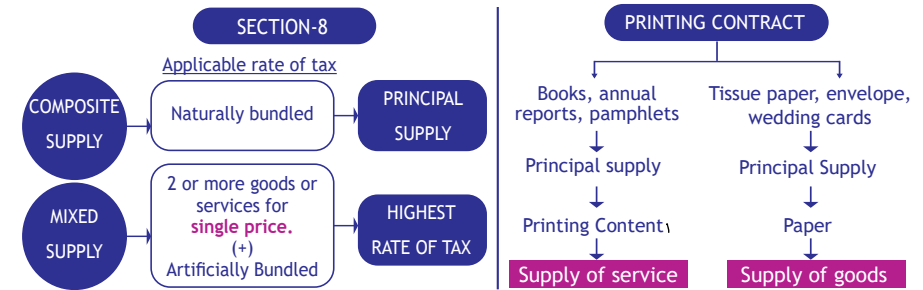 SECTION-8
Applicable rate of tax
COMPOSITE
SUPPLY
Naturally bundled
PRINCIPAL
SUPPLY
MIXED
SUPPLY
2 or more goods or
services for
single price.
(+)
Artificially Bundled
HIGHEST
RATE OF TAX
PRINTING CONTRACT
Books, annual
reports, pamphlets
Principal supply
Printing Content
Supply of service
Tissue paper, envelope,
wedding cards
Principal Supply
Paper
Supply of goods